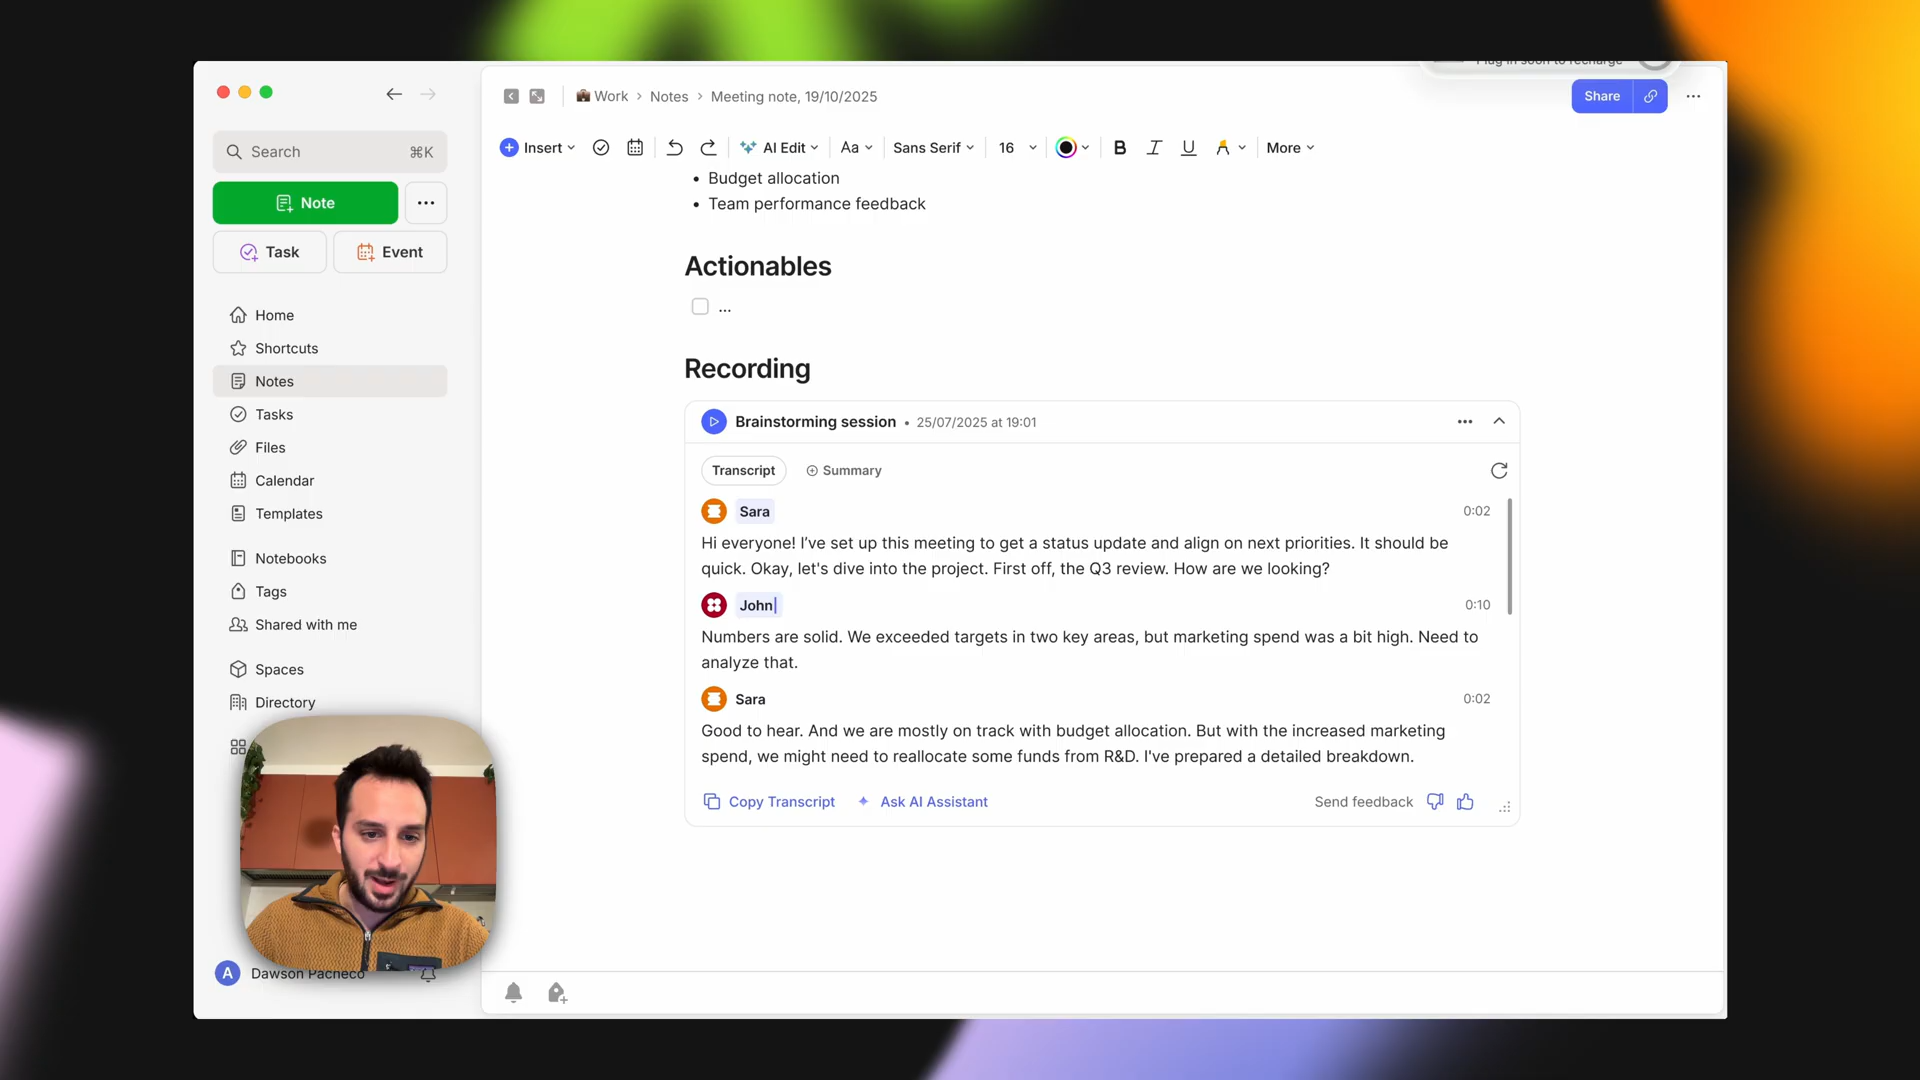 Plug in soon to recharge
Work > Notes > Meeting note, 19/10/2025
Share
Search ⌘K
Insert
AI Edit
Aa
Sans Serif
16
B I U A
More
Note
Task
Event
Home
Shortcuts
Notes
Tasks
Files
Calendar
Templates
Notebooks
Tags
Shared with me
Spaces
Directory
A Dawson Pacheco
• Budget allocation
• Team performance feedback
Actionables
...
Recording
Brainstorming session • 25/07/2025 at 19:01
Transcript
Summary
Sara 0:02
Hi everyone! I’ve set up this meeting to get a status update and align on next priorities. It should be
quick. Okay, let's dive into the project. First off, the Q3 review. How are we looking?
John 0:10
Numbers are solid. We exceeded targets in two key areas, but marketing spend was a bit high. Need to
analyze that.
Sara 0:02
Good to hear. And we are mostly on track with budget allocation. But with the increased marketing
spend, we might need to reallocate some funds from R&D. I've prepared a detailed breakdown.
Copy Transcript
Ask AI Assistant
Send feedback